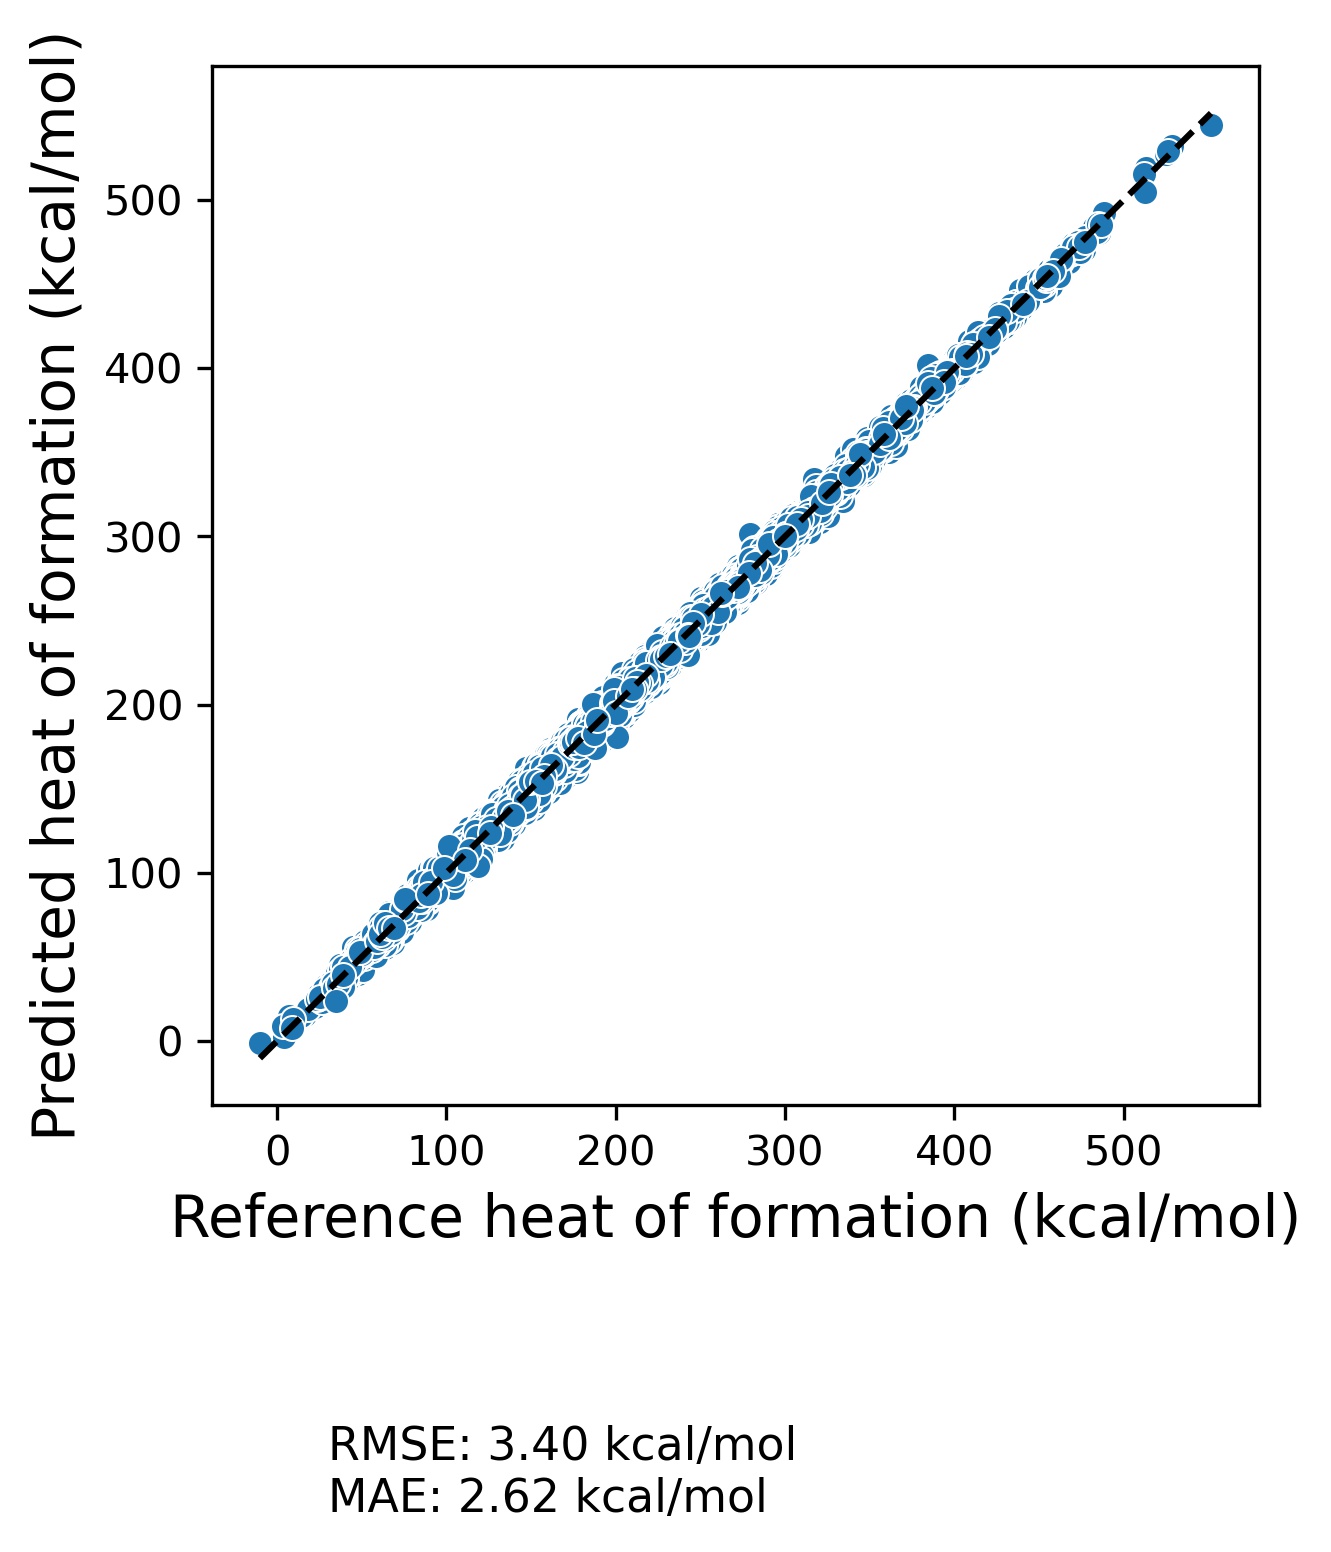 Predicted heat of formation (kcal/mol)
500
400
300
200
100
0
0 100 200 300 400 500
Reference heat of formation (kcal/mol)
RMSE: 3.40 kcal/mol
MAE: 2.62 kcal/mol